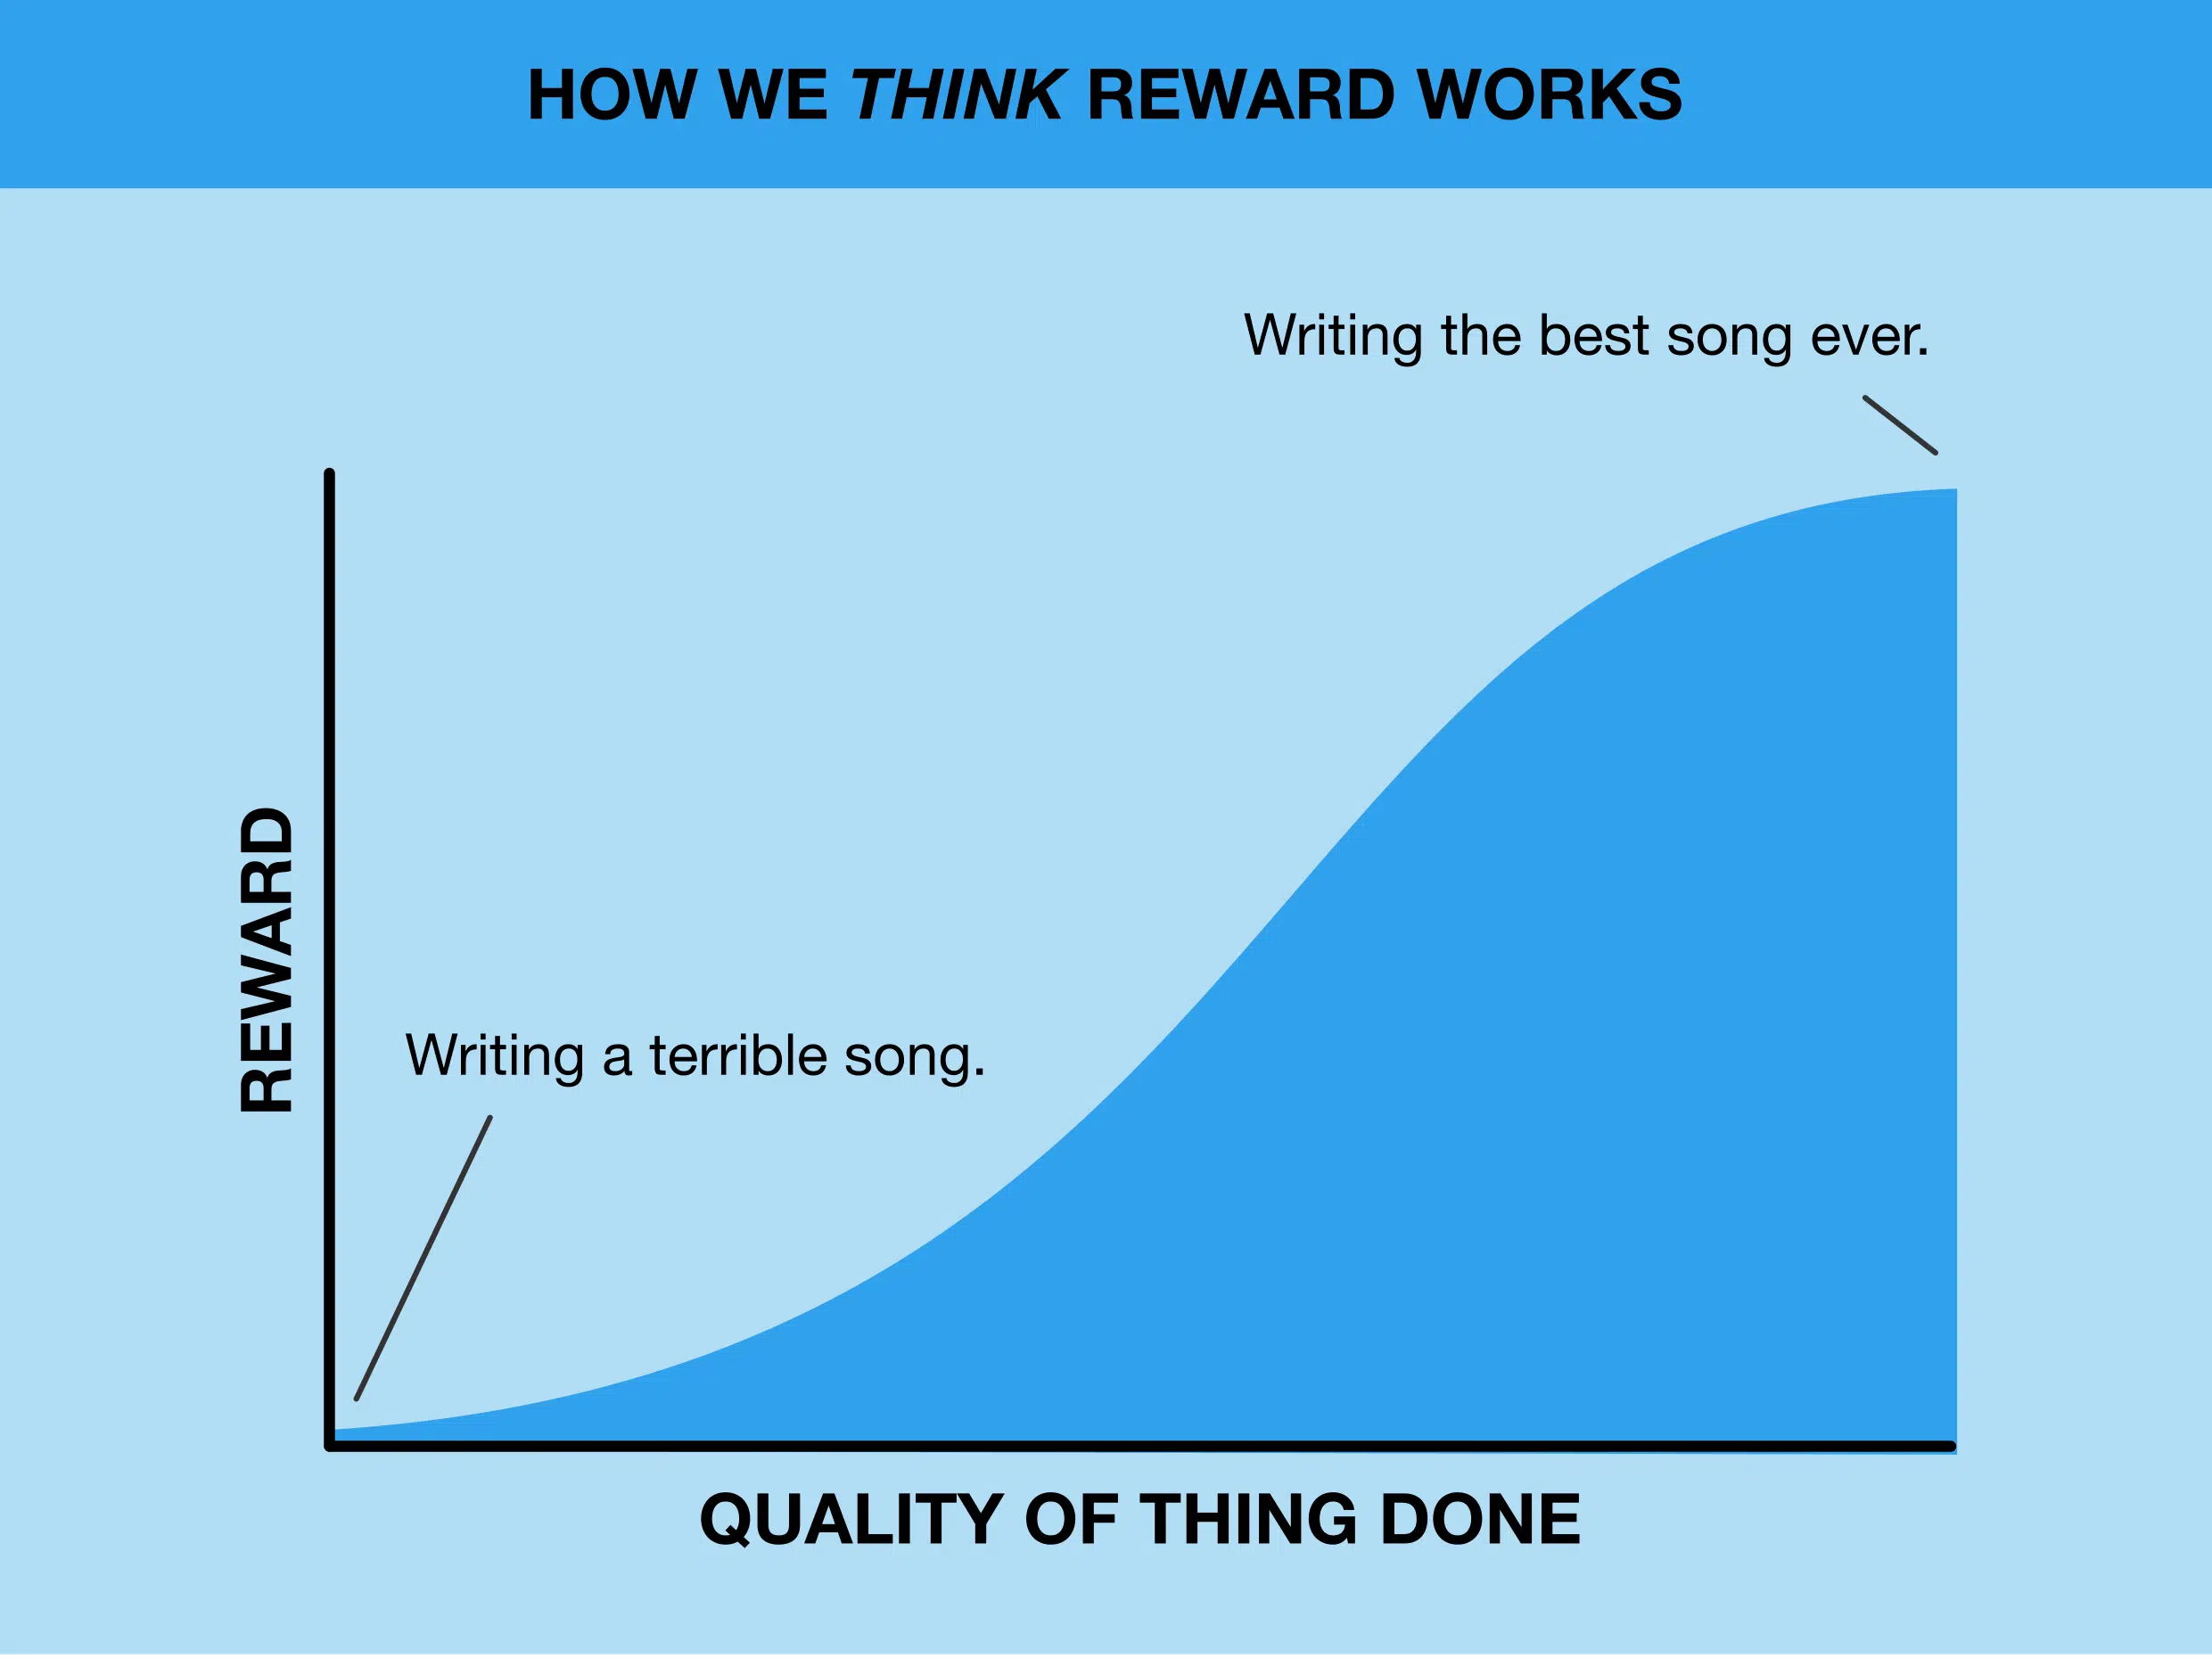 HOW WE THINK REWARD WORKS
Writing the best song ever.
REWARD
Writing a terrible song.
QUALITY OF THING DONE